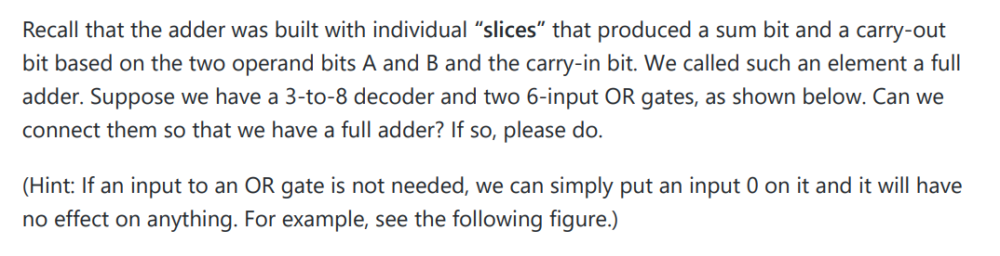 Recall that the adder was built with individual “slices” that produced a sum bit and a carry-out
bit based on the two operand bits A and B and the carry-in bit. We called such an element a full
adder. Suppose we have a 3-to-8 decoder and two 6-input OR gates, as shown below. Can we
connect them so that we have a full adder? If so, please do.
(Hint: If an input to an OR gate is not needed, we can simply put an input 0 on it and it will have
no effect on anything. For example, see the following figure.)